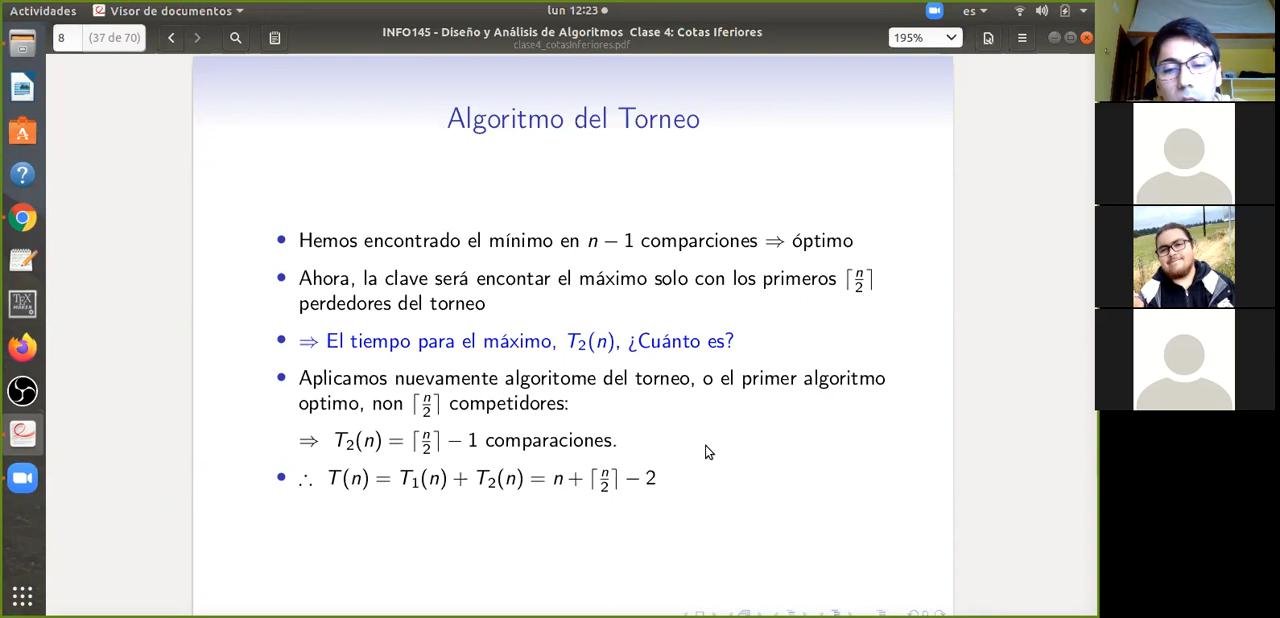 Actividades Visor de documentos lun 12:23 es
8 (37 de 70) INFO145 - Diseño y Análisis de Algoritmos Clase 4: Cotas Iferiores 195%
clase4_cotasInferiores.pdf
Algoritmo del Torneo
• Hemos encontrado el mínimo en n − 1 comparciones ⇒ óptimo
• Ahora, la clave será encontar el máximo solo con los primeros ⌈n/2⌉
perdedores del torneo
• ⇒ El tiempo para el máximo, T₂(n), ¿Cuánto es?
• Aplicamos nuevamente algoritome del torneo, o el primer algoritmo
optimo, non ⌈n/2⌉ competidores:
⇒ T₂(n) = ⌈n/2⌉ − 1 comparaciones.
• ∴ T(n) = T₁(n) + T₂(n) = n + ⌈n/2⌉ − 2